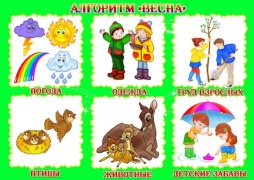 АЛГОРИТМ «ВЕСНА»
ПОГОДА
ОДЕЖДА
ТРУД ВЗРОСЛЫХ
ПТИЦЫ
ЖИВОТНЫЕ
ДЕТСКИЕ ЗАБАВЫ